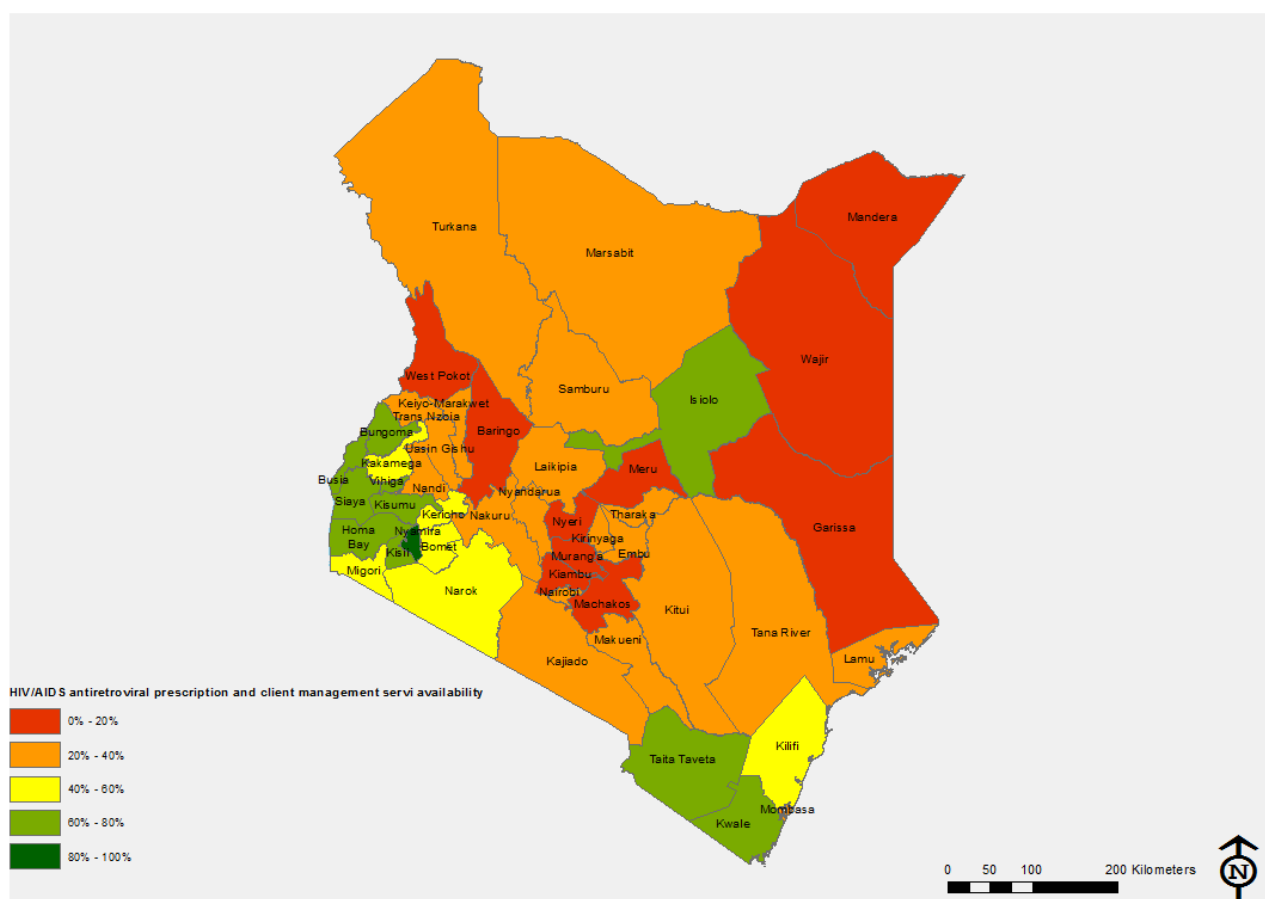 Mandera
Turkana
Marsabit
Wajir
West Pokot
Samburu
Isiolo
Keiyo-Marakwet
Trans Nzoia
Baringo
Bungoma
Uasin Gishu
Kakamega
Laikipia
Meru
Busia
Vihiga
Nandi
Nyandarua
Siaya
Kisumu
Kericho
Nakuru
Tharaka
Nyeri
Garissa
Homa
Bay
Nyamira
Kirinyaga
Kisii
Bomet
Murang'a
Embu
Migori
Kiambu
Narok
Nairobi
Machakos
Kitui
Tana River
Makueni
Kajiado
Lamu
HIV/AIDS antiretroviral prescription and client management servi availability
0% - 20%
20% - 40%
40% - 60%
60% - 80%
80% - 100%
Kilifi
Taita Taveta
Mombasa
Kwale
0 50 100 200 Kilometers
N